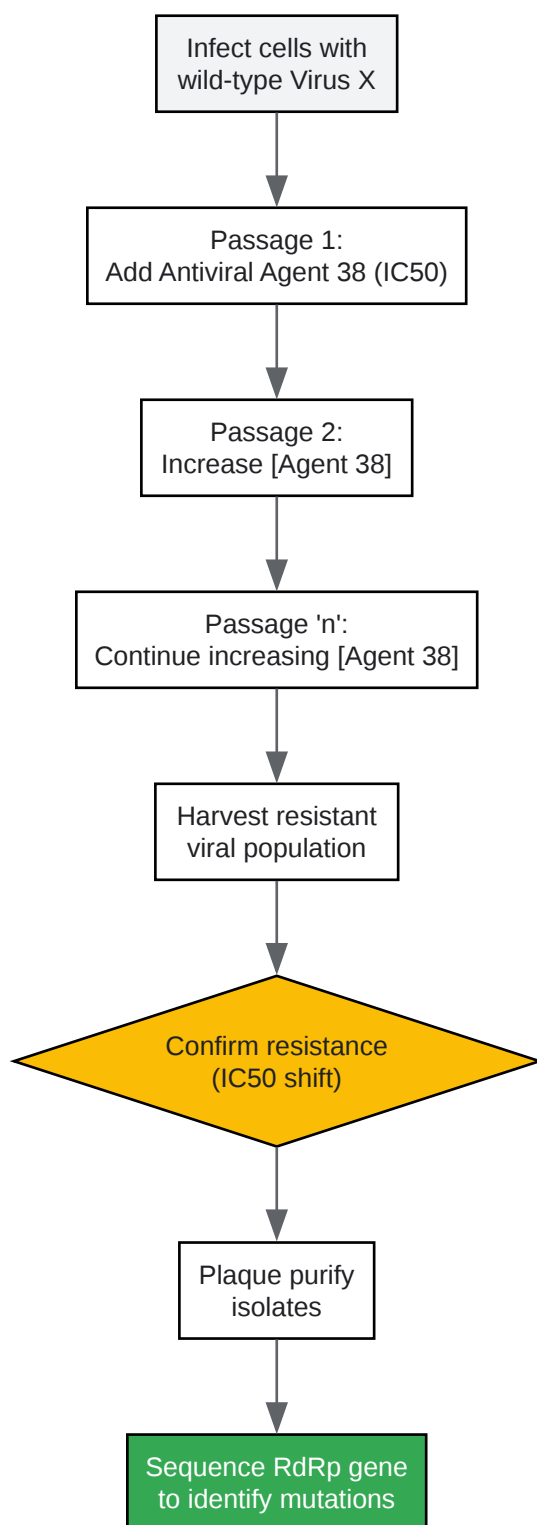 Infect cells with
wild-type Virus X
Passage 1:
Add Antiviral Agent 38 (IC50)
Passage 2:
Increase [Agent 38]
Passage 'n':
Continue increasing [Agent 38]
Harvest resistant
viral population
Confirm resistance
(IC50 shift)
Plaque purify
isolates
Sequence RdRp gene
to identify mutations